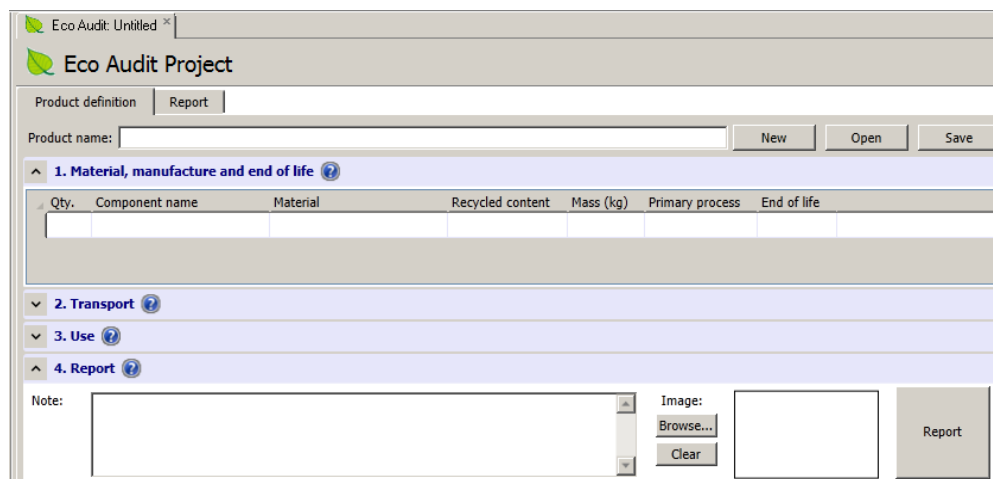 Eco Audit: Untitled ×
Eco Audit Project
Product definition Report
Product name: New Open Save
1. Material, manufacture and end of life ?
Qty. Component name Material Recycled content Mass (kg) Primary process End of life
2. Transport ?
3. Use ?
4. Report ?
Note: Image:
Browse...
Report
Clear